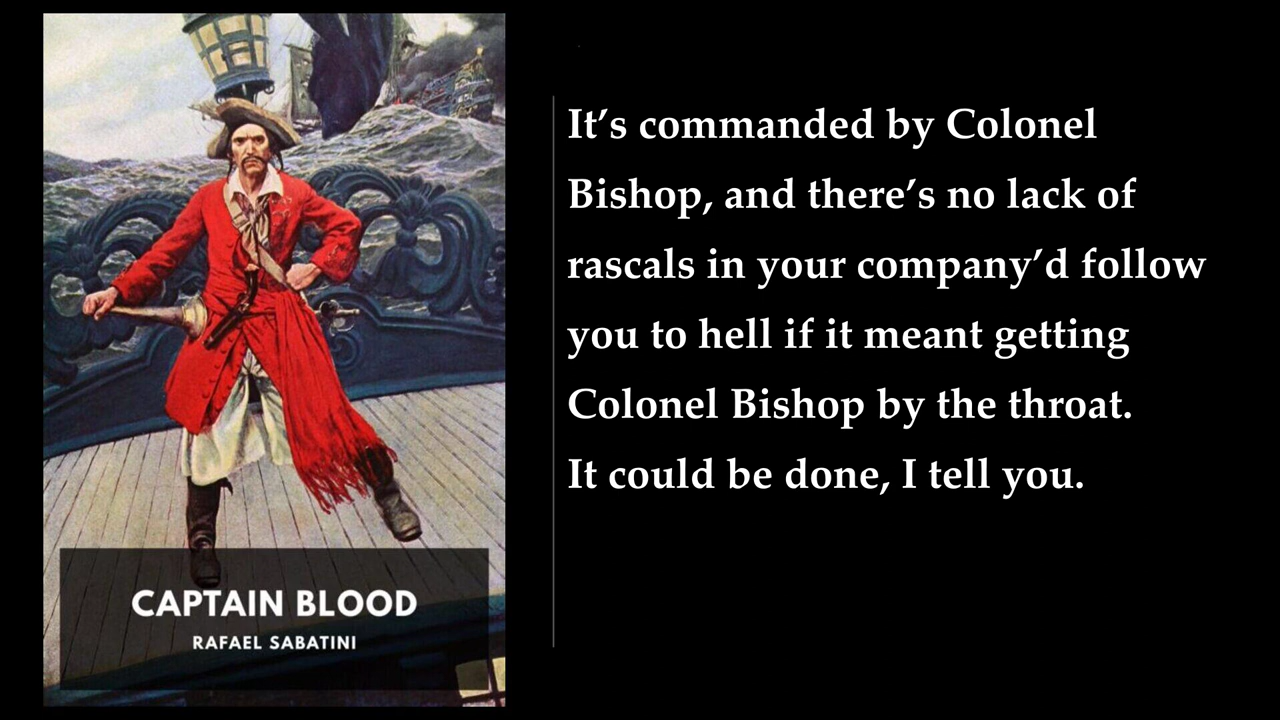 It’s commanded by Colonel
Bishop, and there’s no lack of
rascals in your company’d follow
you to hell if it meant getting
Colonel Bishop by the throat.
It could be done, I tell you.
CAPTAIN BLOOD
RAFAEL SABATINI